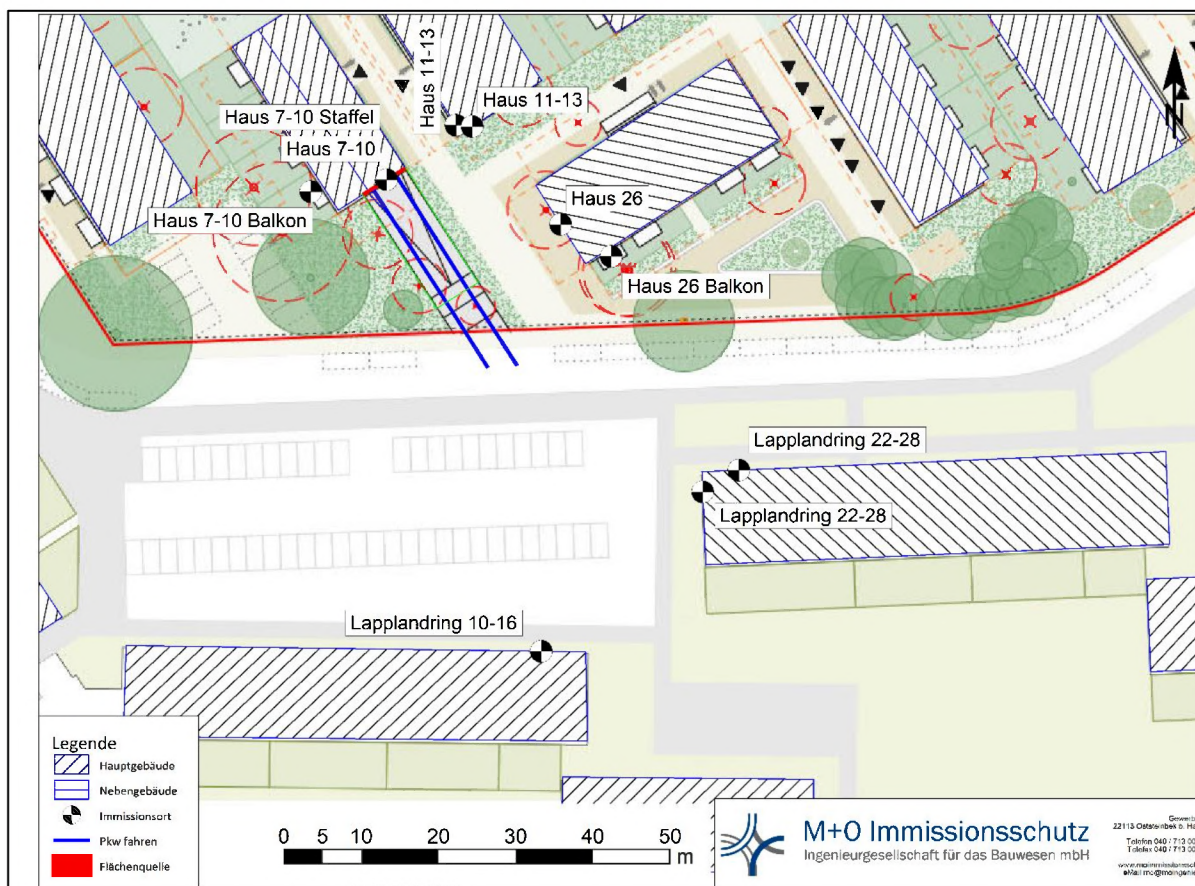 Haus 11-13
Haus 11-13
Haus 7-10 Staffel
Haus 7-10
Haus 26
Haus 7-10 Balkon
Haus 26 Balkon
Lapplandring 22-28
Lapplandring 22-28
Lapplandring 10-16
Legende
Hauptgebäude
Nebengebäude
Immissionsort
Pkw fahren
Flächenquelle
0 5 10 20 30 40 50
m
M+O Immissionsschutz
Ingenieurgesellschaft für das Bauwesen mbH